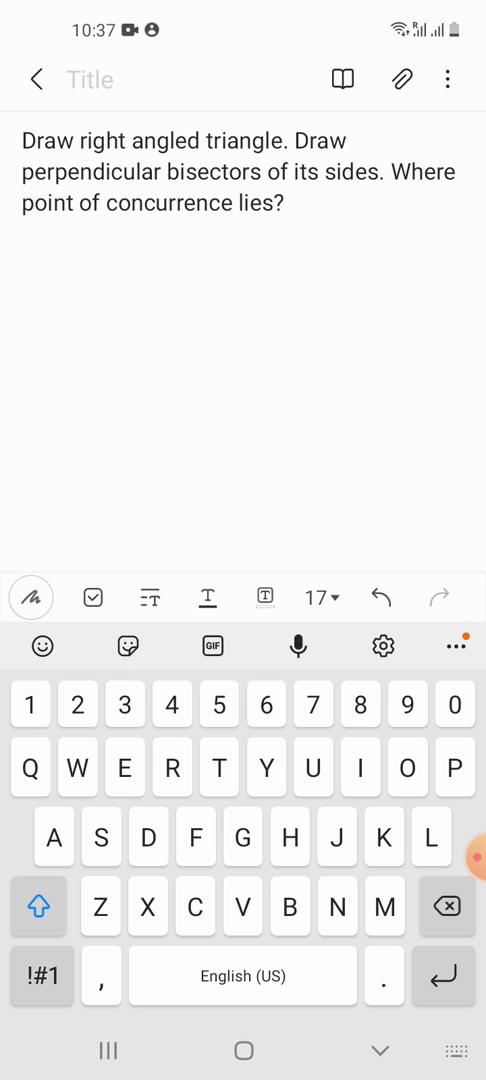 10:37
Title
Draw right angled triangle. Draw
perpendicular bisectors of its sides. Where
point of concurrence lies?
T T T 17
GIF
1 2 3 4 5 6 7 8 9 0
Q W E R T Y U I O P
A S D F G H J K L
Z X C V B N M
!#1 , English (US) .